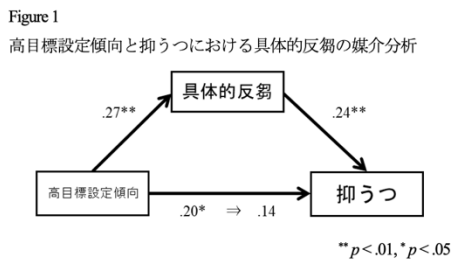 Figure 1
高目標設定傾向と抑うつにおける具体的反芻の媒介分析
具体的反芻
.27**
.24**
高目標設定傾向
抑うつ
.20* ⇒ .14
**p < .01, *p < .05